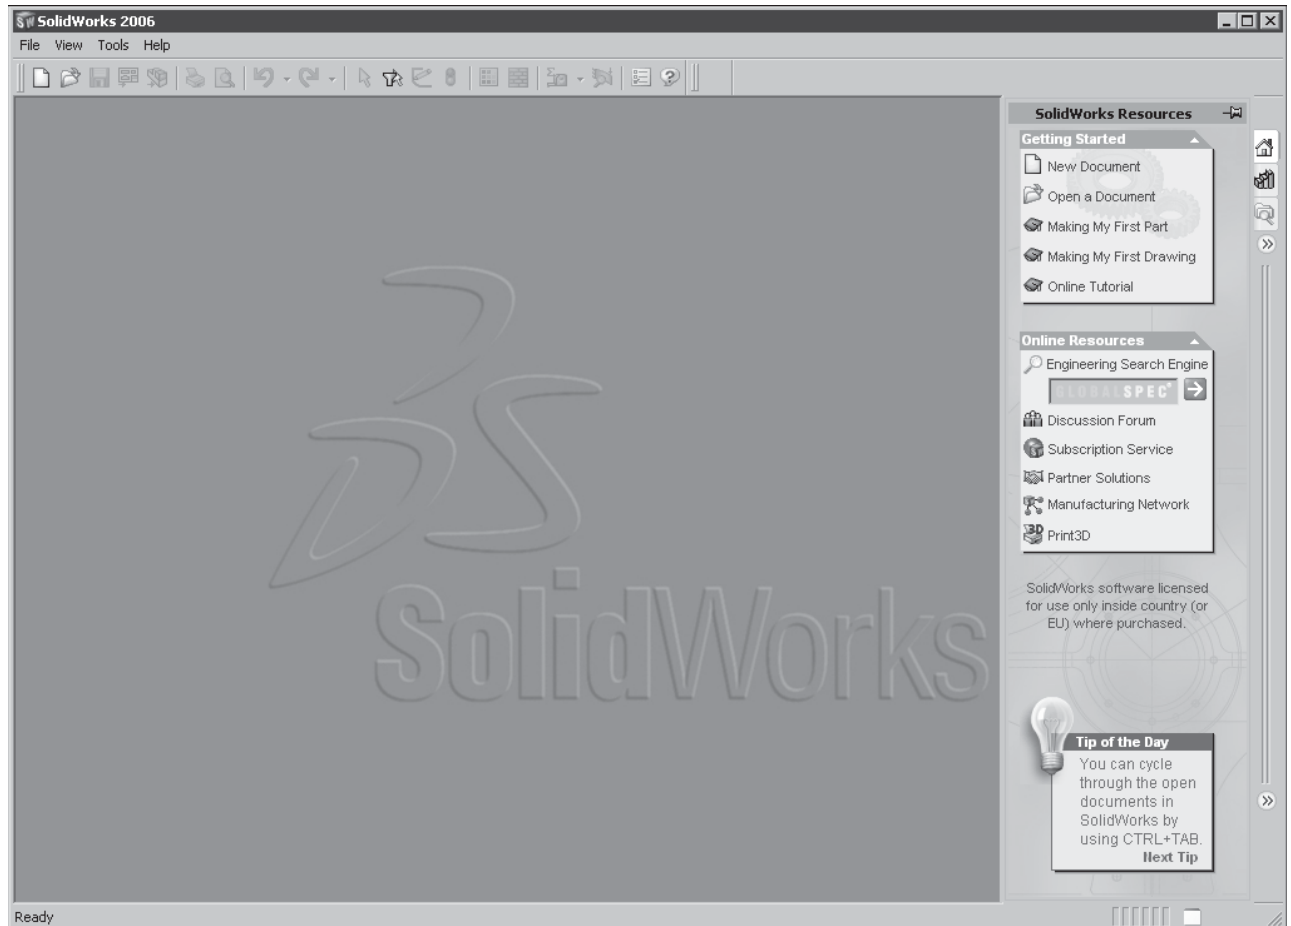 SolidWorks 2006
File View Tools Help
SolidWorks Resources
Getting Started
New Document
Open a Document
Making My First Part
Making My First Drawing
Online Tutorial
Online Resources
Engineering Search Engine
GLOBALSPEC®
Discussion Forum
Subscription Service
Partner Solutions
Manufacturing Network
3D
Print3D
SolidWorks software licensed
for use only inside country (or
EU) where purchased.
SolidWorks
Tip of the Day
You can cycle
through the open
documents in
SolidWorks by
using CTRL+TAB.
Next Tip
Ready